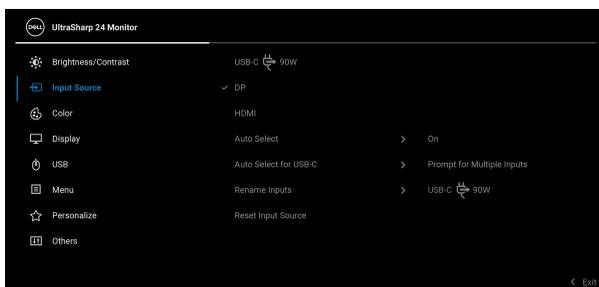 DELL UltraSharp 24 Monitor
Brightness/Contrast USB-C 90W
Input Source DP
Color HDMI
Display Auto Select On
USB Auto Select for USB-C Prompt for Multiple Inputs
Menu Rename Inputs USB-C 90W
Personalize Reset Input Source
Others
Exit